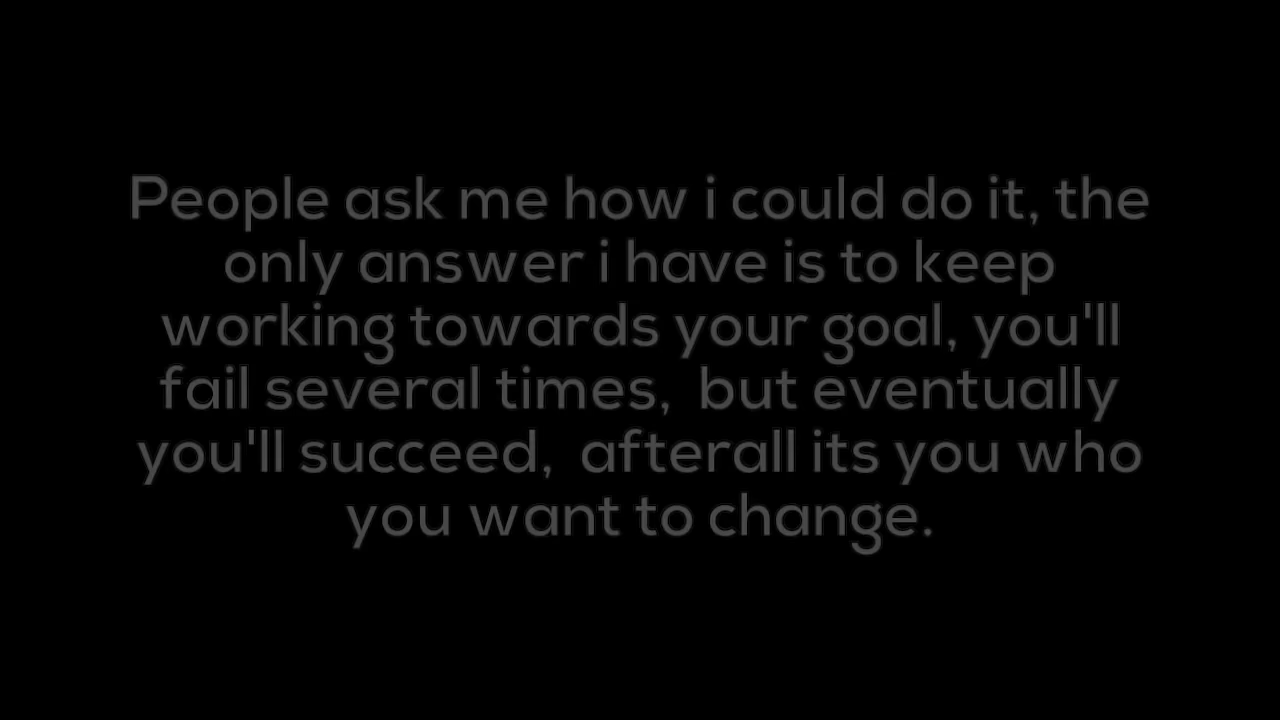 People ask me how i could do it, the
only answer i have is to keep
working towards your goal, you'll
fail several times,  but eventually
you'll succeed,  afterall its you who
you want to change.